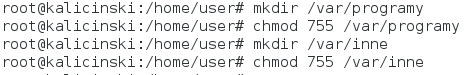 root@kalicinski:/home/user# mkdir /var/programy
root@kalicinski:/home/user# chmod 755 /var/programy
root@kalicinski:/home/user# mkdir /var/inne
root@kalicinski:/home/user# chmod 755 /var/inne